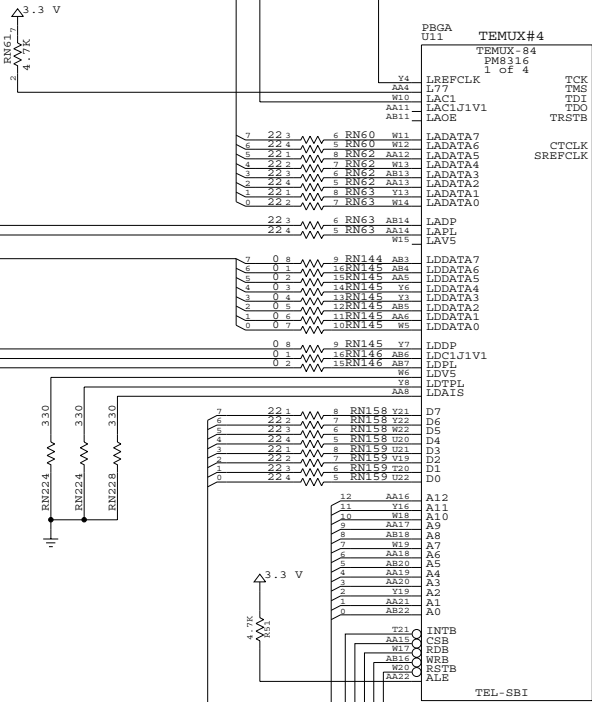 3.3 V
RN61 7
4.7K
2
PBGA
U11 TEMUX#4
TEMUX-84
PM8316
1 of 4
Y4 LREFCLK TCK
AA4 L77 TMS
W10 LAC1 TDI
AA11 LAC1J1V1 TDO
AB11 LAOE TRSTB
7 22 3 6 RN60 W11 LADATA7
6 22 4 5 RN60 W12 LADATA6 CTCLK
5 22 1 8 RN62 AA12 LADATA5 SREFCLK
4 22 2 7 RN62 W13 LADATA4
3 22 3 6 RN62 AB13 LADATA3
2 22 4 5 RN62 AA13 LADATA2
1 22 1 8 RN63 Y13 LADATA1
0 22 2 7 RN63 W14 LADATA0
22 3 6 RN63 AB14 LADP
22 4 5 RN63 AA14 LAPL
W15 LAV5
7 0 8 9 RN144 AB3 LDDATA7
6 0 1 16 RN145 AB4 LDDATA6
5 0 2 15 RN145 AA5 LDDATA5
4 0 3 14 RN145 Y6 LDDATA4
3 0 4 13 RN145 Y3 LDDATA3
2 0 5 12 RN145 AB5 LDDATA2
1 0 6 11 RN145 AA6 LDDATA1
0 0 7 10 RN145 W5 LDDATA0
0 8 9 RN145 Y7 LDDP
0 1 16 RN146 AB6 LDC1J1V1
0 2 15 RN146 AB7 LDPL
W6 LDV5
Y8 LDTPL
AA8 LDAIS
330 330 330
RN224 RN224 RN228
7 22 1 8 RN158 Y21 D7
6 22 2 7 RN158 Y22 D6
5 22 3 6 RN158 W22 D5
4 22 4 5 RN158 U20 D4
3 22 1 8 RN159 U21 D3
2 22 2 7 RN159 V19 D2
1 22 3 6 RN159 T20 D1
0 22 4 5 RN159 U22 D0
12 AA16 A12
11 Y16 A11
10 W18 A10
9 AA17 A9
8 AB18 A8
7 W19 A7
6 AA18 A6
5 AB20 A5
4 AA19 A4
3 AA20 A3
2 Y19 A2
1 AA21 A1
0 AB22 A0
3.3 V
4.7K
R51
T21 INTB
AA15 CSB
W17 RDB
AB16 WRB
W20 RSTB
AA22 ALE
TEL-SBI